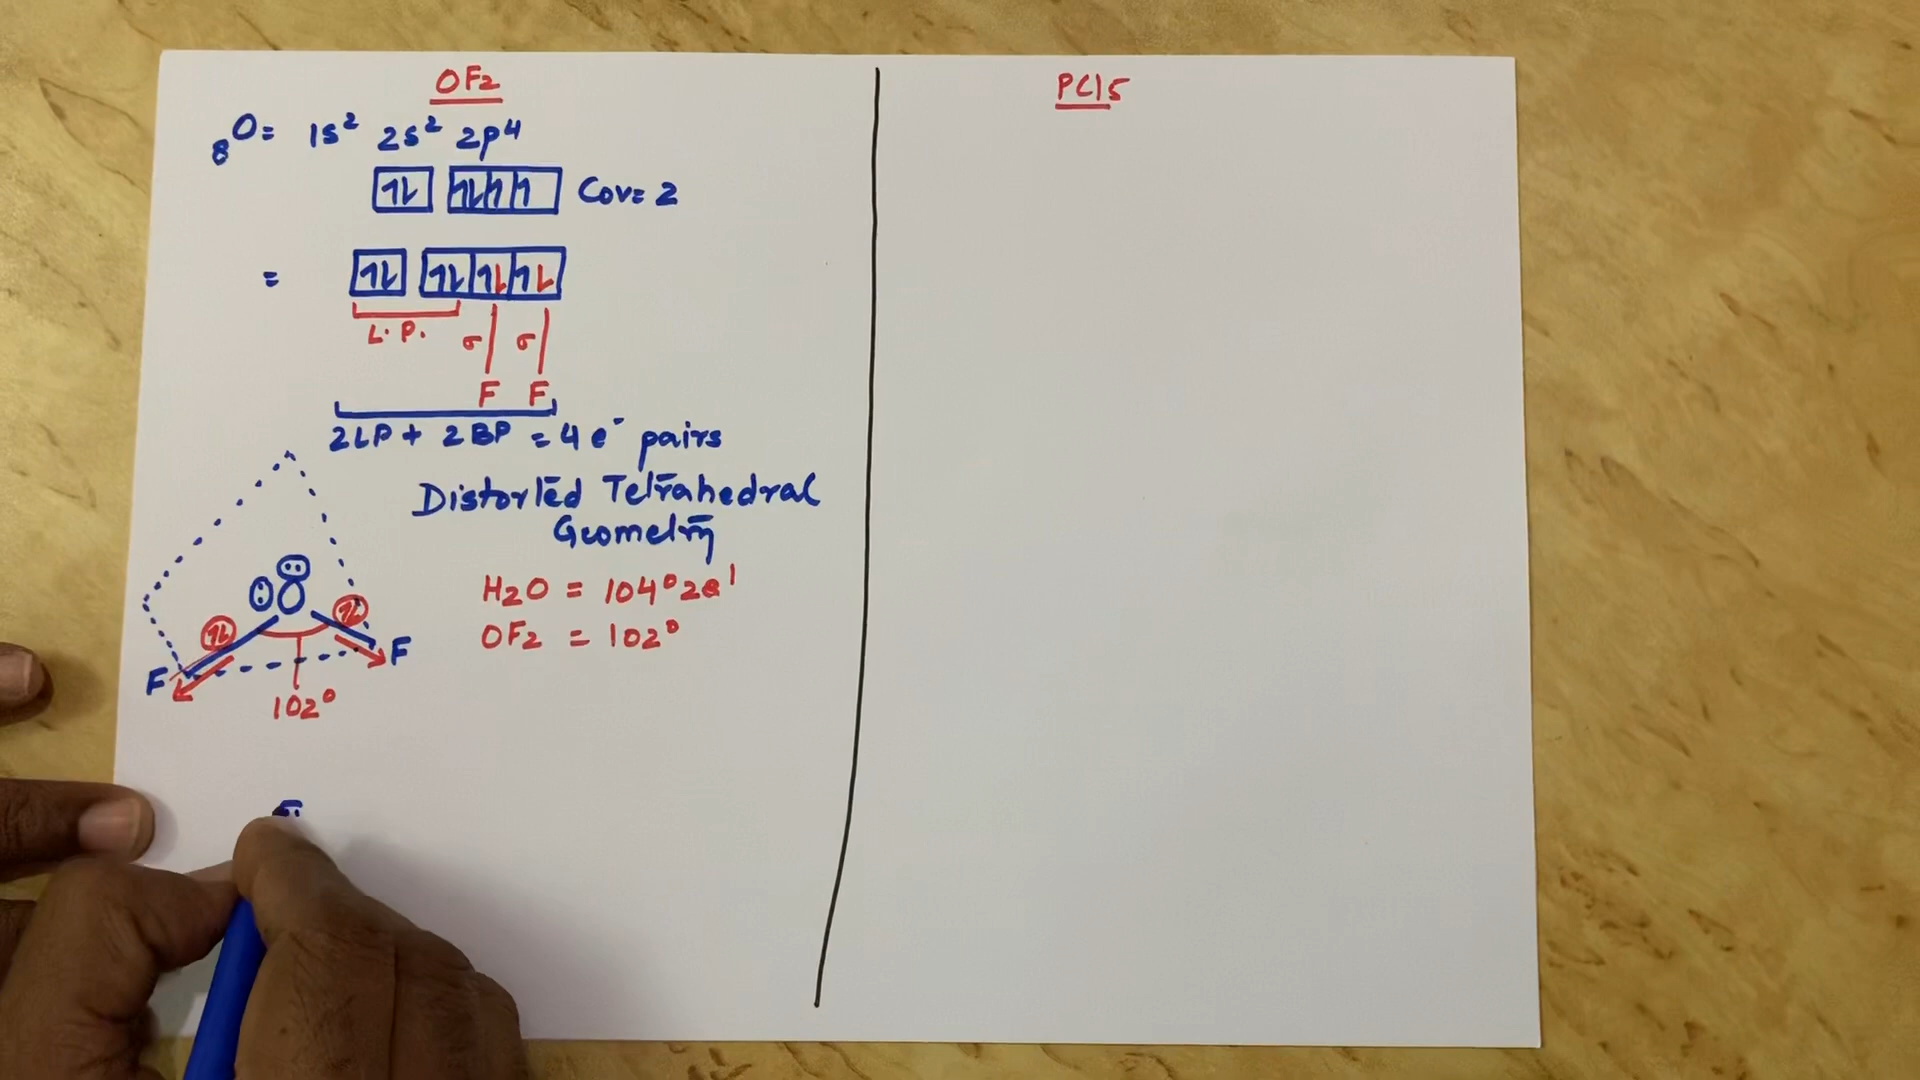 OF2
8O = 1s² 2s² 2p⁴
↿⇂ ↿⇂ ↿ ↿ Cov = 2
= ↿⇂ ↿⇂ ↿⇂ ↿⇂
L.P. σ σ
F F
2LP + 2BP = 4 e⁻ pairs
Distorted Tetrahedral
Geometry
O
F F
102°
H2O = 104°28'
OF2 = 102°
PCl5